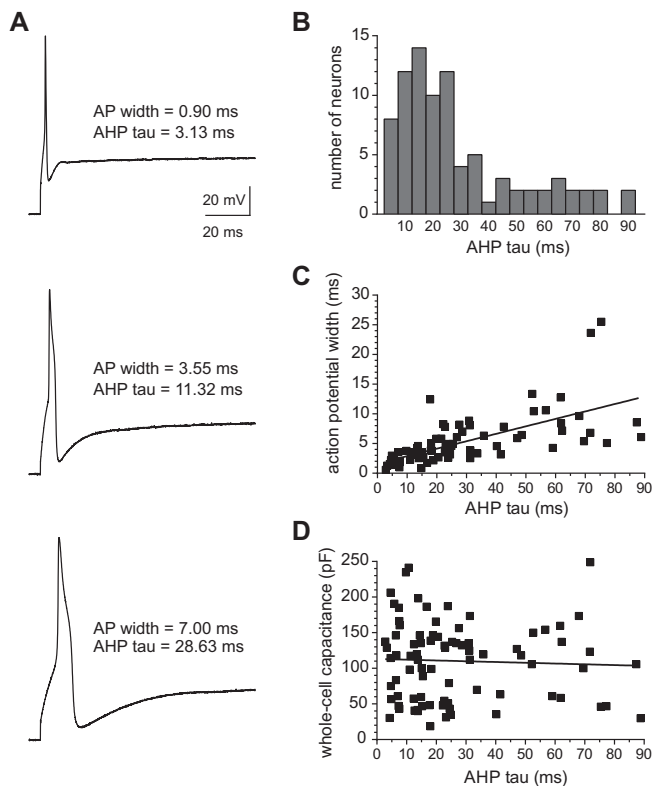 A
AP width = 0.90 ms
AHP tau = 3.13 ms
20 mV
20 ms
AP width = 3.55 ms
AHP tau = 11.32 ms
AP width = 7.00 ms
AHP tau = 28.63 ms
B
number of neurons
15
10
5
0
10 20 30 40 50 60 70 80 90
AHP tau (ms)
C
action potential width (ms)
30
25
20
15
10
5
0
0 10 20 30 40 50 60 70 80 90
AHP tau (ms)
D
whole-cell capacitance (pF)
250
200
150
100
50
0
0 10 20 30 40 50 60 70 80 90
AHP tau (ms)